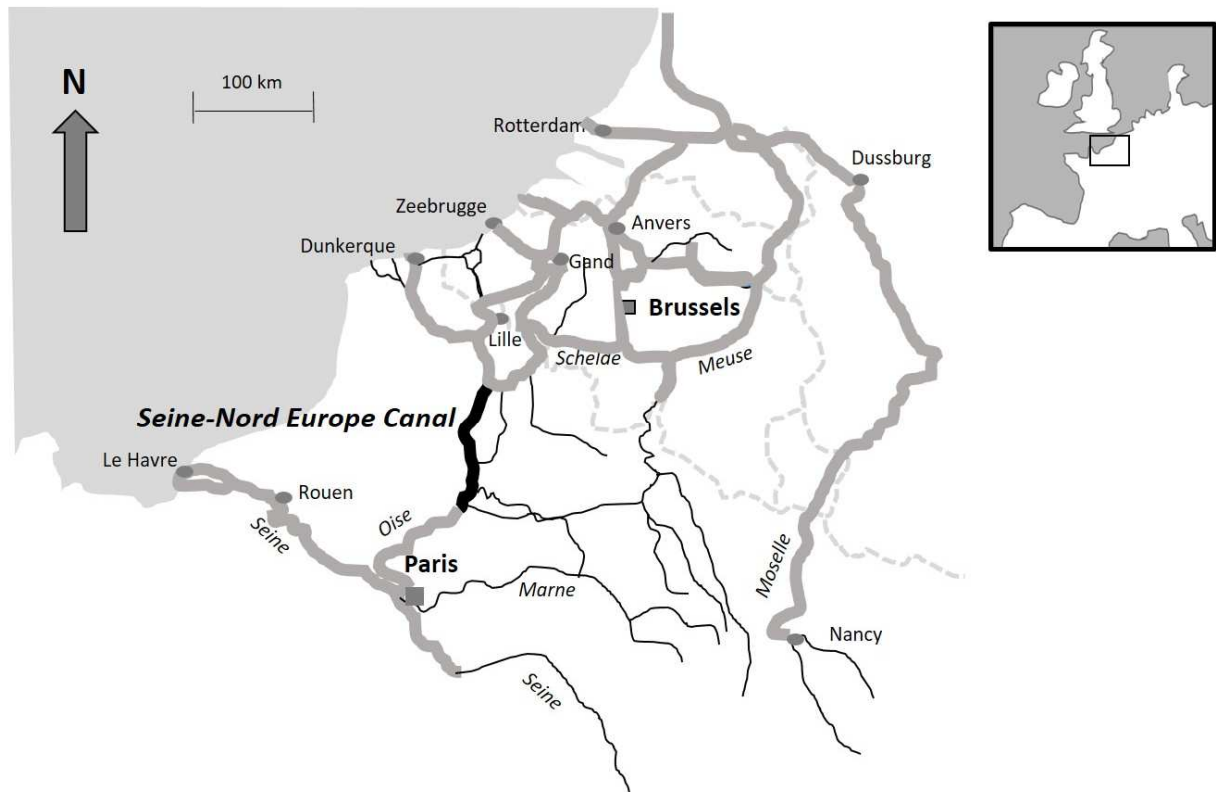 N
100 km
Rotterdam
Dussburg
Zeebrugge
Anvers
Dunkerque
Gand
Brussels
Lille
Schelde
Meuse
Seine-Nord Europe Canal
Le Havre
Rouen
Oise
Seine
Paris
Marne
Moselle
Nancy
Seine